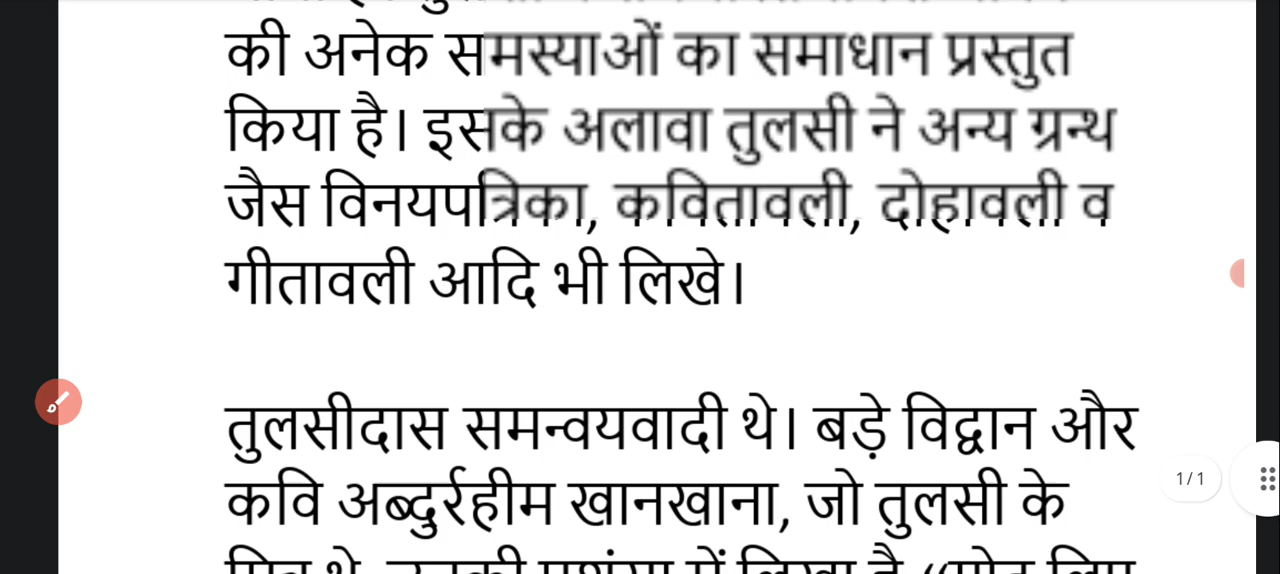 की अनेक समस्याओं का समाधान प्रस्तुत
किया है। इसके अलावा तुलसी ने अन्य ग्रन्थ
जैस विनयपत्रिका, कवितावली, दोहावली व
गीतावली आदि भी लिखे।
तुलसीदास समन्वयवादी थे। बड़े विद्वान और
कवि अब्दुर्रहीम खानखाना, जो तुलसी के
1/1